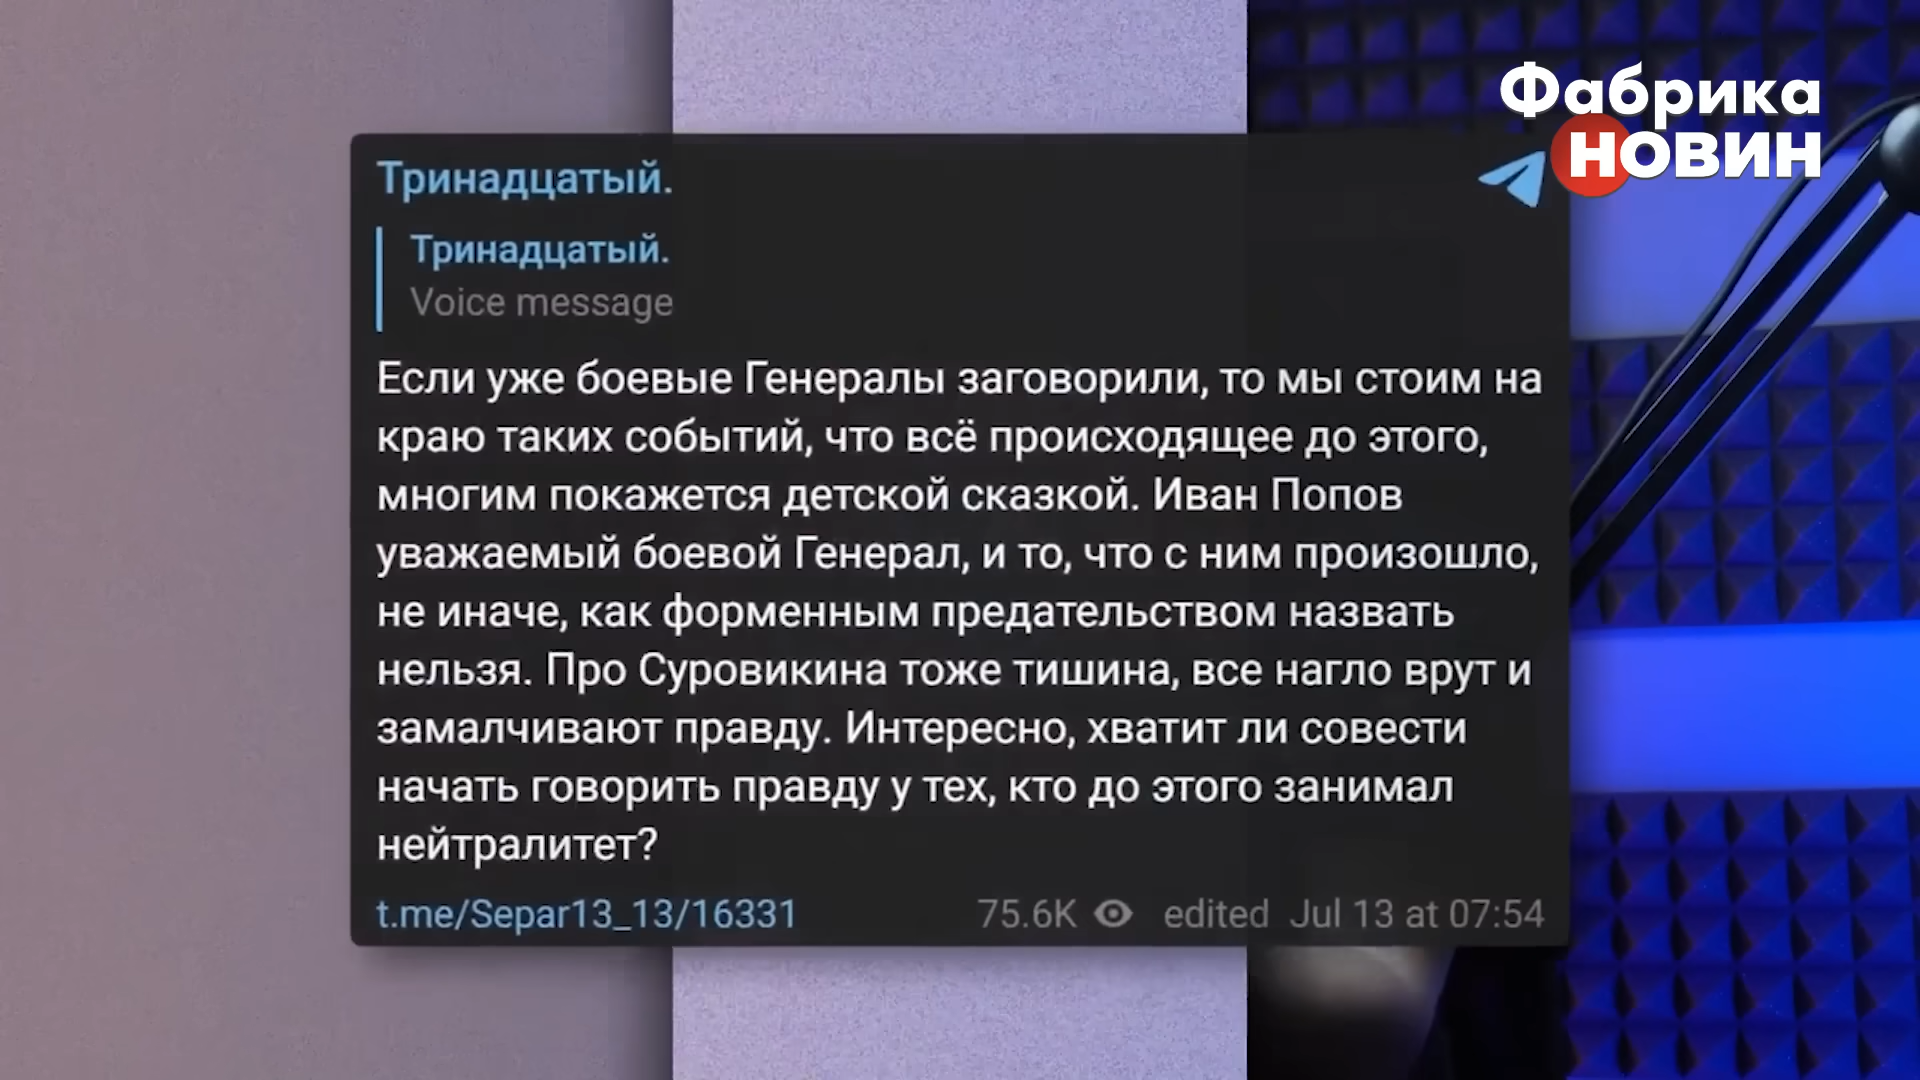 Фабрика
новин
Тринадцатый.
Тринадцатый.
Voice message
Если уже боевые Генералы заговорили, то мы стоим на
краю таких событий, что всё происходящее до этого,
многим покажется детской сказкой. Иван Попов
уважаемый боевой Генерал, и то, что с ним произошло,
не иначе, как форменным предательством назвать
нельзя. Про Суровикина тоже тишина, все нагло врут и
замалчивают правду. Интересно, хватит ли совести
начать говорить правду у тех, кто до этого занимал
нейтралитет?
t.me/Separ13_13/16331 75.6K edited Jul 13 at 07:54